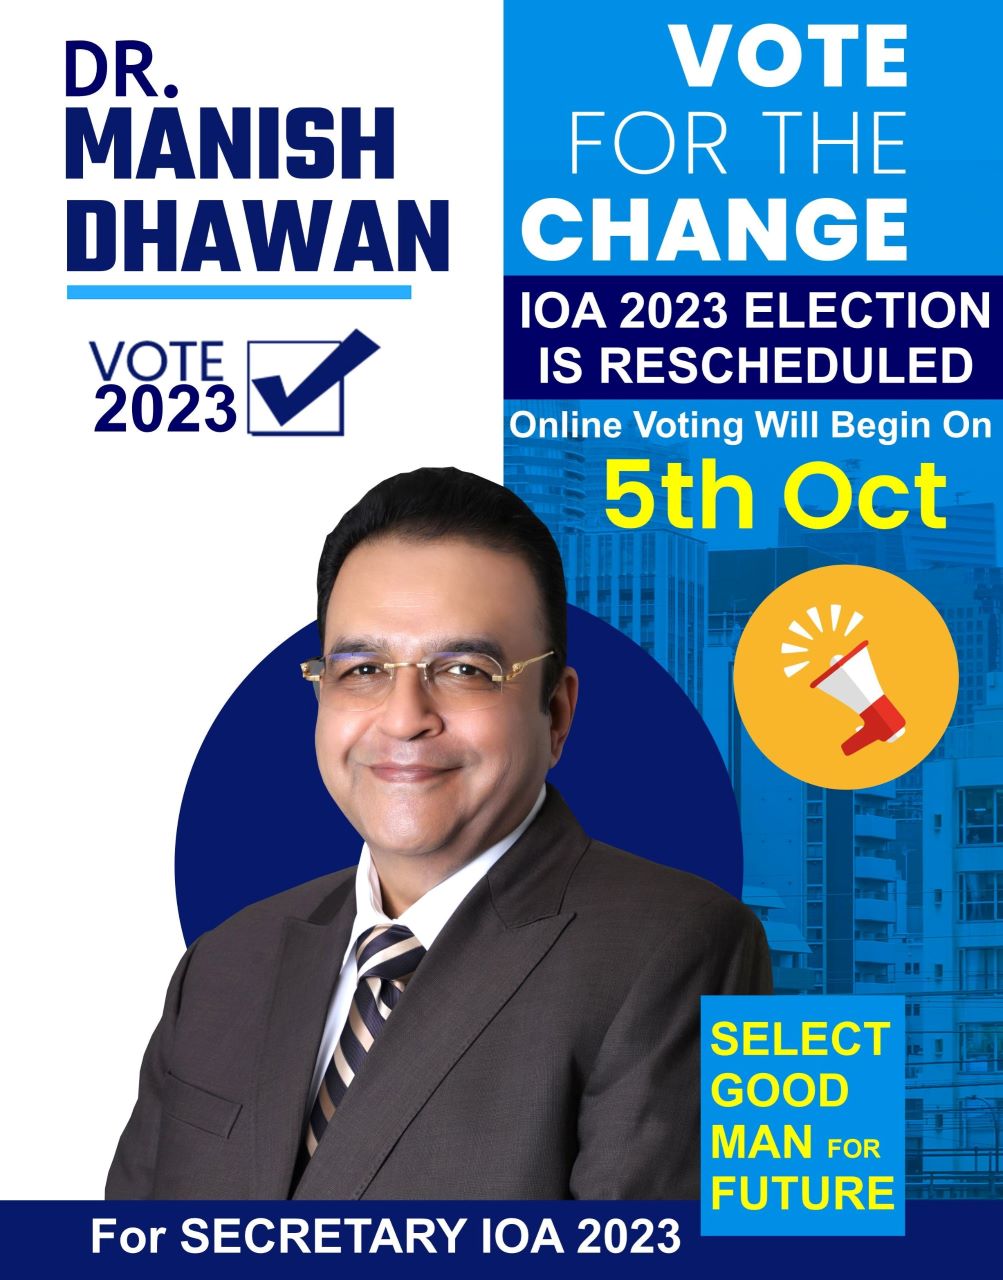 DR.
MANISH
DHAWAN
VOTE
2023
VOTE
FOR THE
CHANGE
IOA 2023 ELECTION
IS RESCHEDULED
Online Voting Will Begin On
5th Oct
SELECT
GOOD
MAN FOR
FUTURE
For SECRETARY IOA 2023